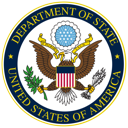 DEPARTMENT OF STATE
UNITED STATES OF AMERICA